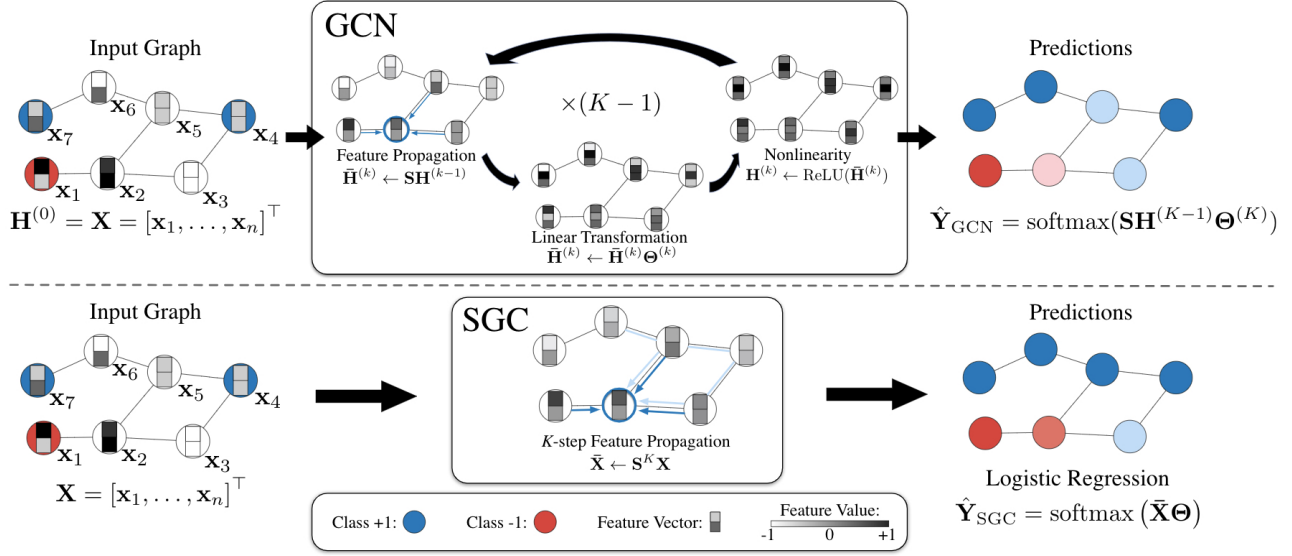 GCN
Input Graph
x₆
x₅
x₇
x₄
x₁
x₂
x₃
H⁽⁰⁾ = X = [x₁, . . . , xₙ]⊤
×(K − 1)
Feature Propagation
H̄⁽ᵏ⁾ ← SH⁽ᵏ⁻¹⁾
Linear Transformation
H̄⁽ᵏ⁾ ← H̄⁽ᵏ⁾Θ⁽ᵏ⁾
Nonlinearity
H⁽ᵏ⁾ ← ReLU(H̄⁽ᵏ⁾)
Predictions
Ŷ_GCN = softmax(SH⁽ᴷ⁻¹⁾Θ⁽ᴷ⁾)
Input Graph
x₆
x₅
x₇
x₄
x₁
x₂
x₃
X = [x₁, . . . , xₙ]⊤
SGC
K-step Feature Propagation
X̄ ← SᴷX
Predictions
Logistic Regression
Ŷ_SGC = softmax (X̄Θ)
Class +1: Class -1: Feature Vector: Feature Value:
-1 0 +1